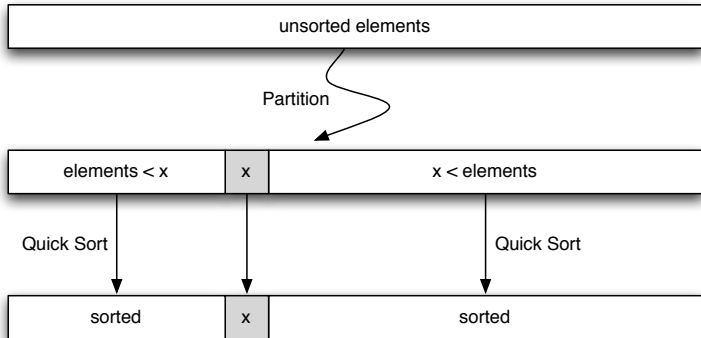 unsorted elements
Partition
elements < x
x
x < elements
Quick Sort
Quick Sort
sorted
x
sorted